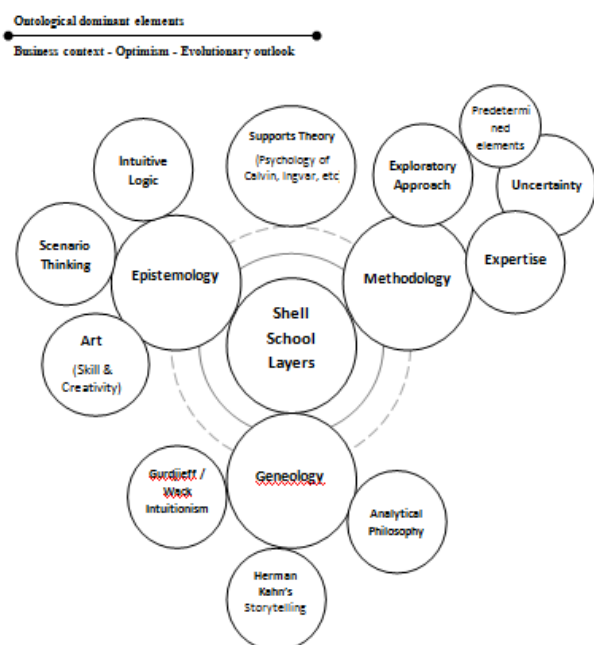 Ontological dominant elements
Business context - Optimism - Evolutionary outlook
Supports Theory
(Psychology of
Calvin, Ingvar, etc
Predetermi
ned
elements
Intuitive
Logic
Exploratory
Approach
Uncertainty
Scenario
Thinking
Epistemology
Methodology
Expertise
Art
(Skill &
Creativity)
Shell
School
Layers
Gurdjieff /
Wack
Intuitionism
Geneology
Analytical
Philosophy
Herman
Kahn's
Storytelling